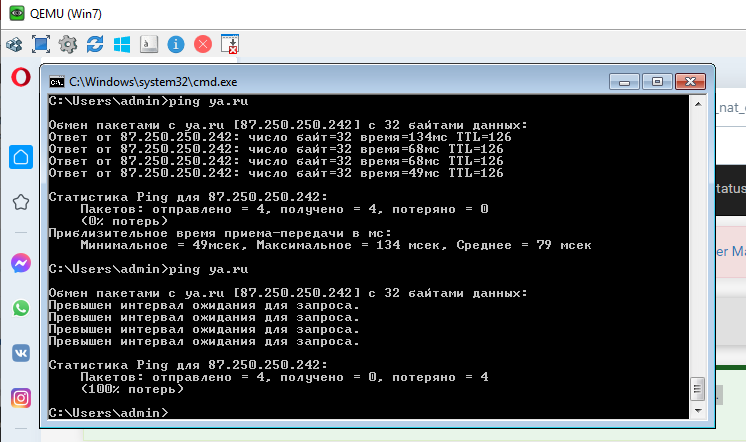 QEMU (Win7)
C:\Windows\system32\cmd.exe
C:\Users\admin>ping ya.ru
Обмен пакетами с ya.ru [87.250.250.242] с 32 байтами данных:
Ответ от 87.250.250.242: число байт=32 время=134мс TTL=126
Ответ от 87.250.250.242: число байт=32 время=68мс TTL=126
Ответ от 87.250.250.242: число байт=32 время=68мс TTL=126
Ответ от 87.250.250.242: число байт=32 время=49мс TTL=126
Статистика Ping для 87.250.250.242:
Пакетов: отправлено = 4, получено = 4, потеряно = 0
(0% потерь)
Приблизительное время приема-передачи в мс:
Минимальное = 49мсек, Максимальное = 134 мсек, Среднее = 79 мсек
C:\Users\admin>ping ya.ru
Обмен пакетами с ya.ru [87.250.250.242] с 32 байтами данных:
Превышен интервал ожидания для запроса.
Превышен интервал ожидания для запроса.
Превышен интервал ожидания для запроса.
Превышен интервал ожидания для запроса.
Статистика Ping для 87.250.250.242:
Пакетов: отправлено = 4, получено = 0, потеряно = 4
(100% потерь)
C:\Users\admin>
_nat_
tatus
er Ma